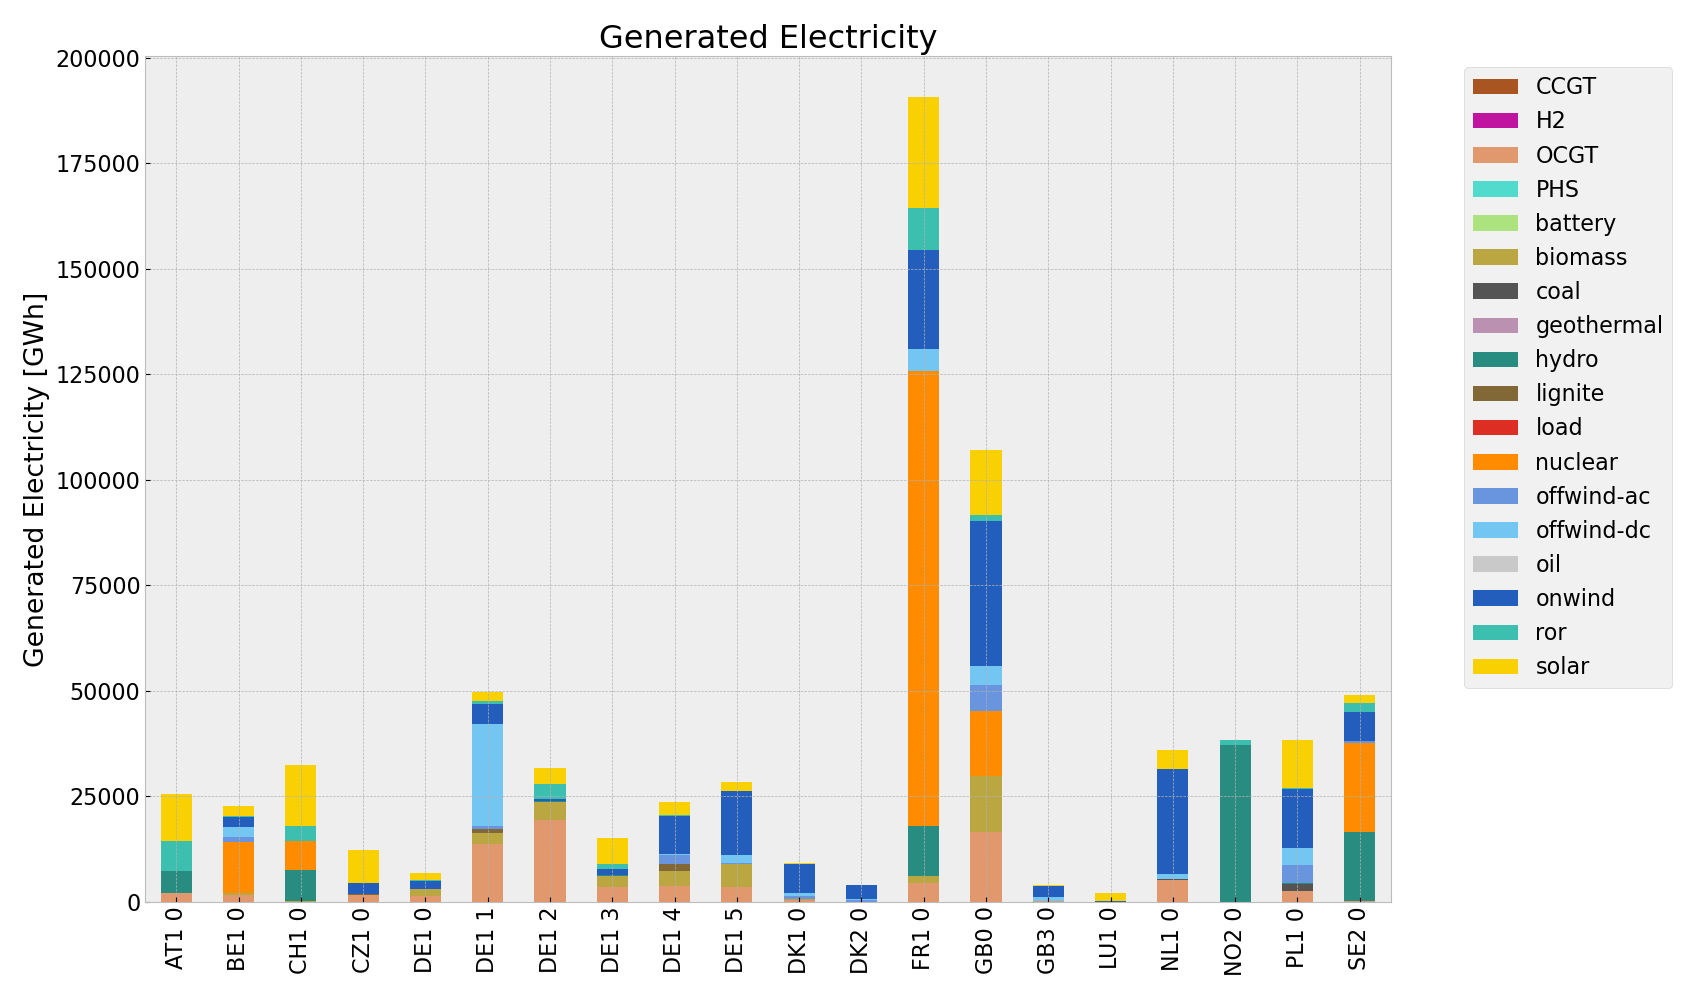 Generated Electricity
Generated Electricity [GWh]
200000
175000
150000
125000
100000
75000
50000
25000
0
AT1 0
BE1 0
CH1 0
CZ1 0
DE1 0
DE1 1
DE1 2
DE1 3
DE1 4
DE1 5
DK1 0
DK2 0
FR1 0
GB0 0
GB3 0
LU1 0
NL1 0
NO2 0
PL1 0
SE2 0
CCGT
H2
OCGT
PHS
battery
biomass
coal
geothermal
hydro
lignite
load
nuclear
offwind-ac
offwind-dc
oil
onwind
ror
solar